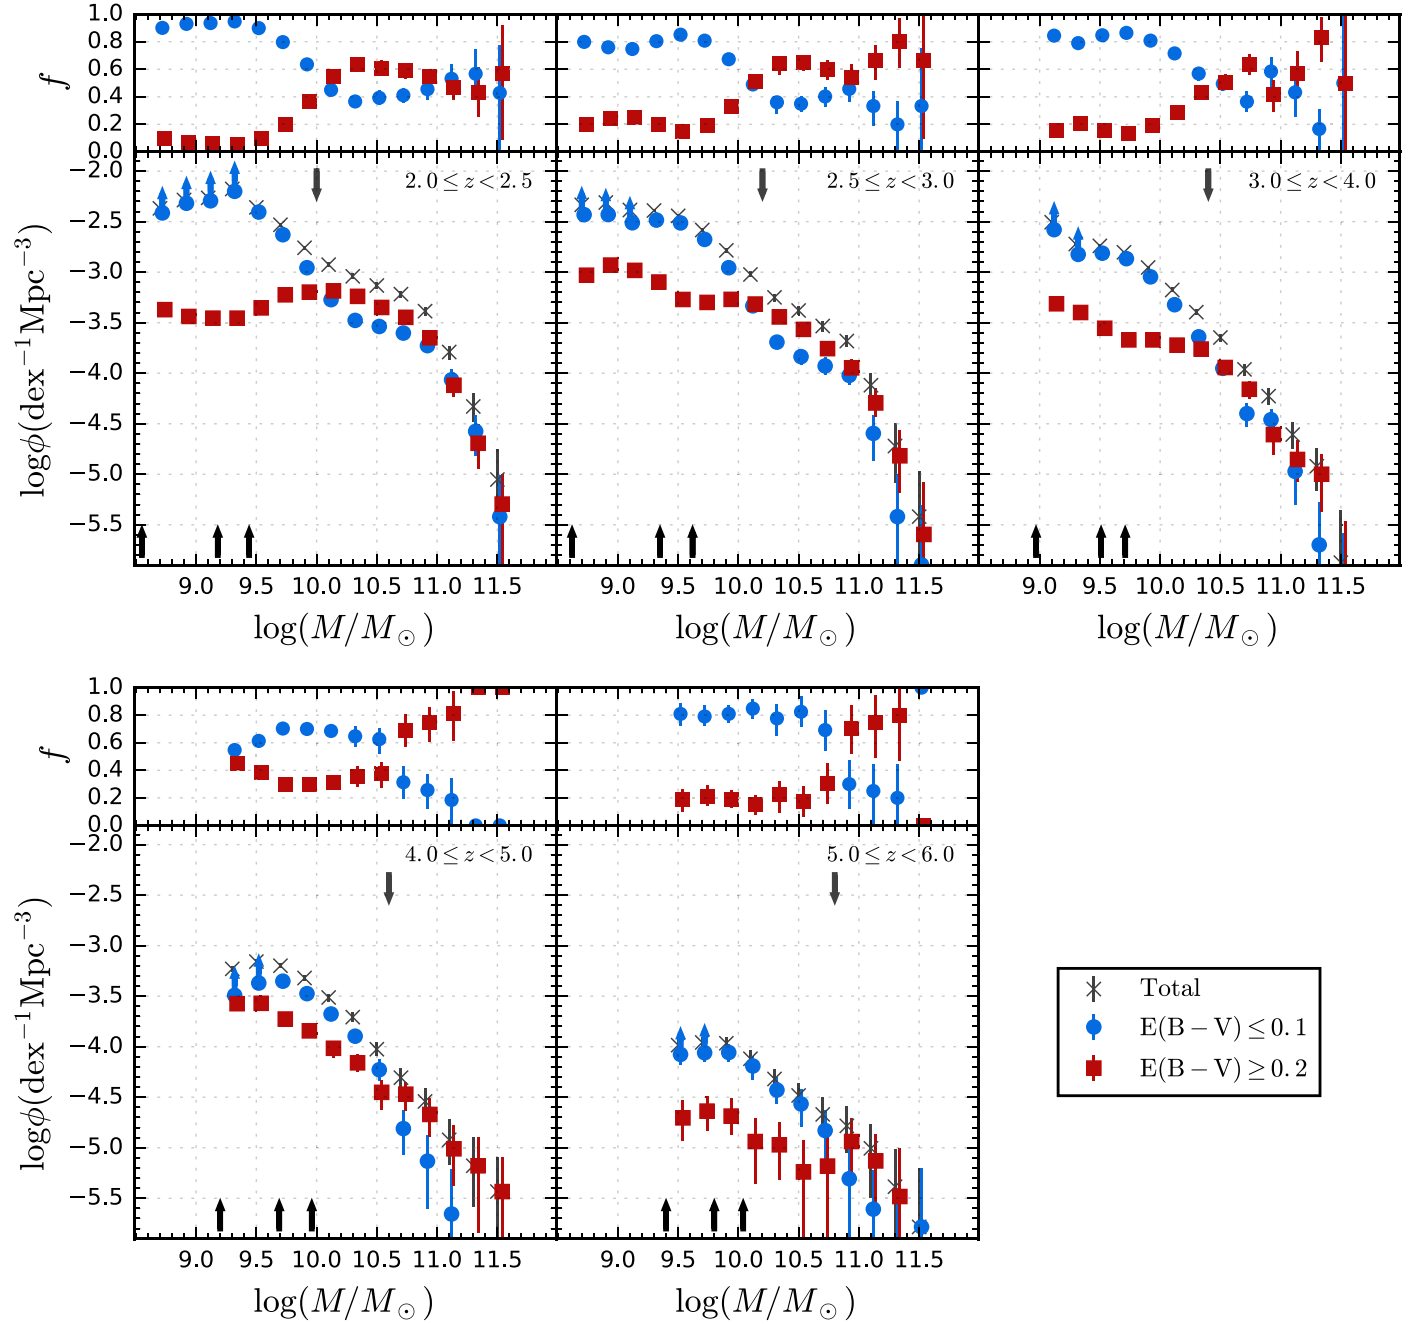 1.0
0.8
0.6
0.4
0.2
0.0
f
−2.0
−2.5
−3.0
−3.5
−4.0
−4.5
−5.0
−5.5
logϕ(dex⁻¹Mpc⁻³)
2.0 ≤ z < 2.5
2.5 ≤ z < 3.0
3.0 ≤ z < 4.0
9.0 9.5 10.0 10.5 11.0 11.5
9.0 9.5 10.0 10.5 11.0 11.5
9.0 9.5 10.0 10.5 11.0 11.5
log(M/M⊙)
log(M/M⊙)
log(M/M⊙)
1.0
0.8
0.6
0.4
0.2
0.0
f
−2.0
−2.5
−3.0
−3.5
−4.0
−4.5
−5.0
−5.5
logϕ(dex⁻¹Mpc⁻³)
4.0 ≤ z < 5.0
5.0 ≤ z < 6.0
Total
E(B − V) ≤ 0.1
E(B − V) ≥ 0.2
9.0 9.5 10.0 10.5 11.0 11.5
9.0 9.5 10.0 10.5 11.0 11.5
log(M/M⊙)
log(M/M⊙)